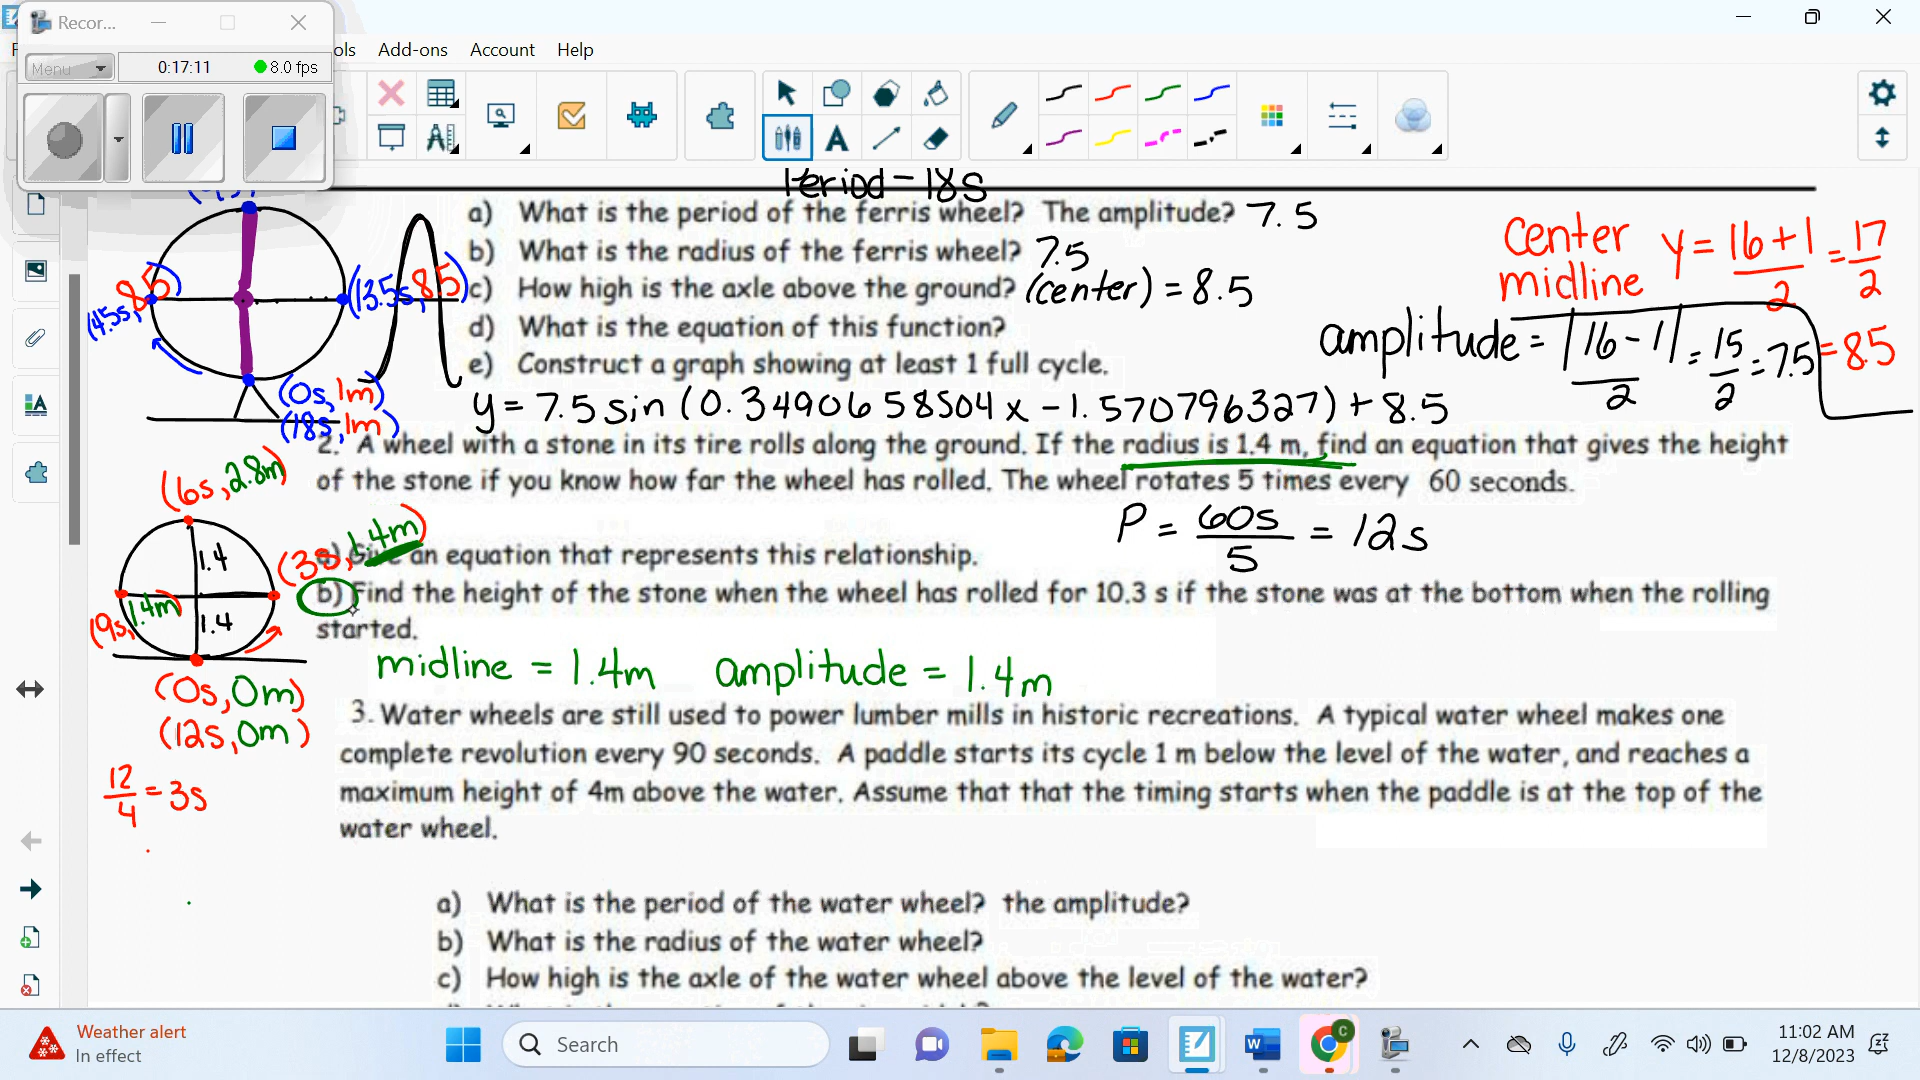 Recor...
Menu
0:17:11
8.0 fps
ols Add-ons Account Help
Period - 18s
a) What is the period of the ferris wheel? The amplitude? 7.5
b) What is the radius of the ferris wheel? 7.5
c) How high is the axle above the ground? (center) = 8.5
d) What is the equation of this function?
e) Construct a graph showing at least 1 full cycle.
center midline y = 16+1/2 = 17/2 = 8.5
amplitude = |16-1|/2 = 15/2 = 7.5
(4.5s, 8.5)
(13.5s, 8.5)
(0s, 1m)
(18s, 1m)
y = 7.5 sin (0.3490658504x - 1.570796327) + 8.5
2. A wheel with a stone in its tire rolls along the ground. If the radius is 1.4 m, find an equation that gives the height
of the stone if you know how far the wheel has rolled. The wheel rotates 5 times every 60 seconds.
P = 60s/5 = 12s
(6s, 2.8m)
(3s, 1.4m)
1.4
1.4
(9s, 1.4m)
(0s, 0m)
(12s, 0m)
12/4 = 3s
a) Give an equation that represents this relationship.
b) Find the height of the stone when the wheel has rolled for 10.3 s if the stone was at the bottom when the rolling
started.
midline = 1.4m amplitude = 1.4m
3. Water wheels are still used to power lumber mills in historic recreations. A typical water wheel makes one
complete revolution every 90 seconds. A paddle starts its cycle 1 m below the level of the water, and reaches a
maximum height of 4m above the water. Assume that that the timing starts when the paddle is at the top of the
water wheel.
a) What is the period of the water wheel? the amplitude?
b) What is the radius of the water wheel?
c) How high is the axle of the water wheel above the level of the water?
Weather alert
In effect
Search
11:02 AM
12/8/2023